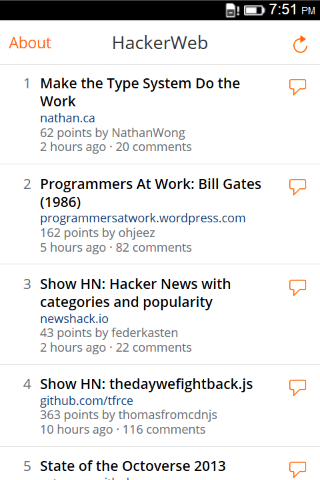 7:51 PM
About HackerWeb
1 Make the Type System Do the
Work
nathan.ca
62 points by NathanWong
2 hours ago · 20 comments
2 Programmers At Work: Bill Gates
(1986)
programmersatwork.wordpress.com
162 points by ohjeez
5 hours ago · 82 comments
3 Show HN: Hacker News with
categories and popularity
newshack.io
43 points by federkasten
2 hours ago · 22 comments
4 Show HN: thedaywefightback.js
github.com/tfrce
363 points by thomasfromcdnjs
10 hours ago · 116 comments
5 State of the Octoverse 2013